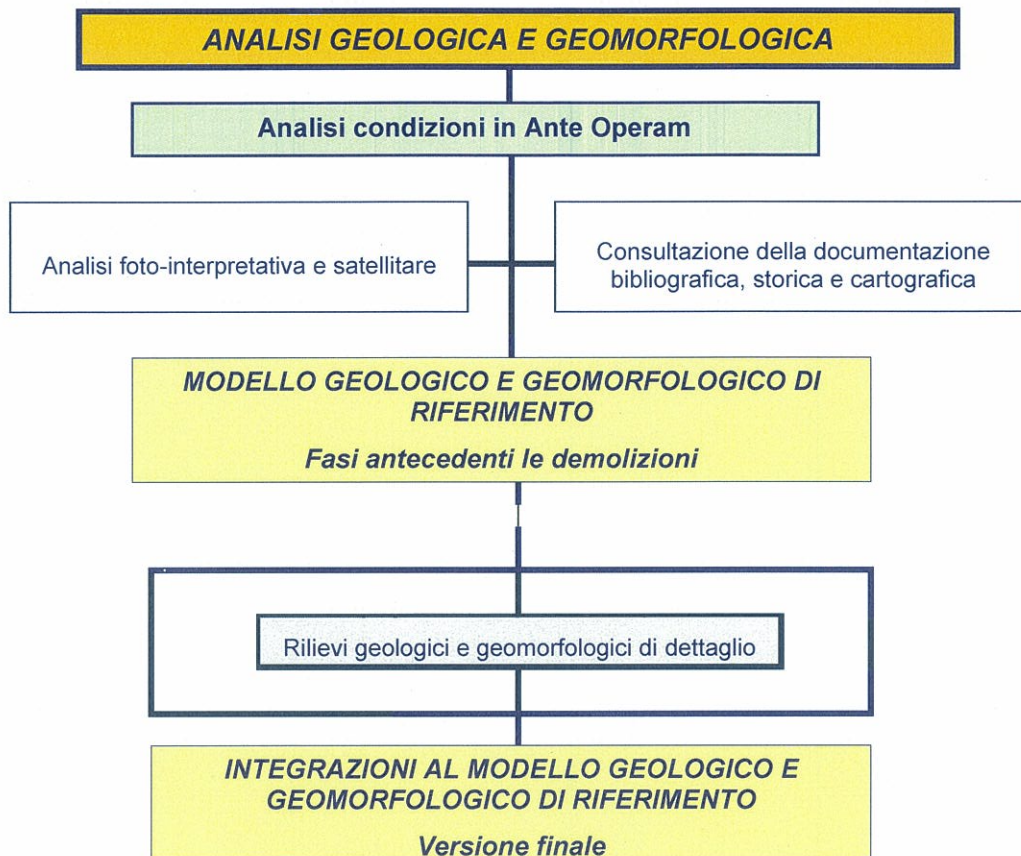 ANALISI GEOLOGICA E GEOMORFOLOGICA
Analisi condizioni in Ante Operam
Analisi foto-interpretativa e satellitare
Consultazione della documentazione
bibliografica, storica e cartografica
MODELLO GEOLOGICO E GEOMORFOLOGICO DI
RIFERIMENTO
Fasi antecedenti le demolizioni
Rilievi geologici e geomorfologici di dettaglio
INTEGRAZIONI AL MODELLO GEOLOGICO E
GEOMORFOLOGICO DI RIFERIMENTO
Versione finale